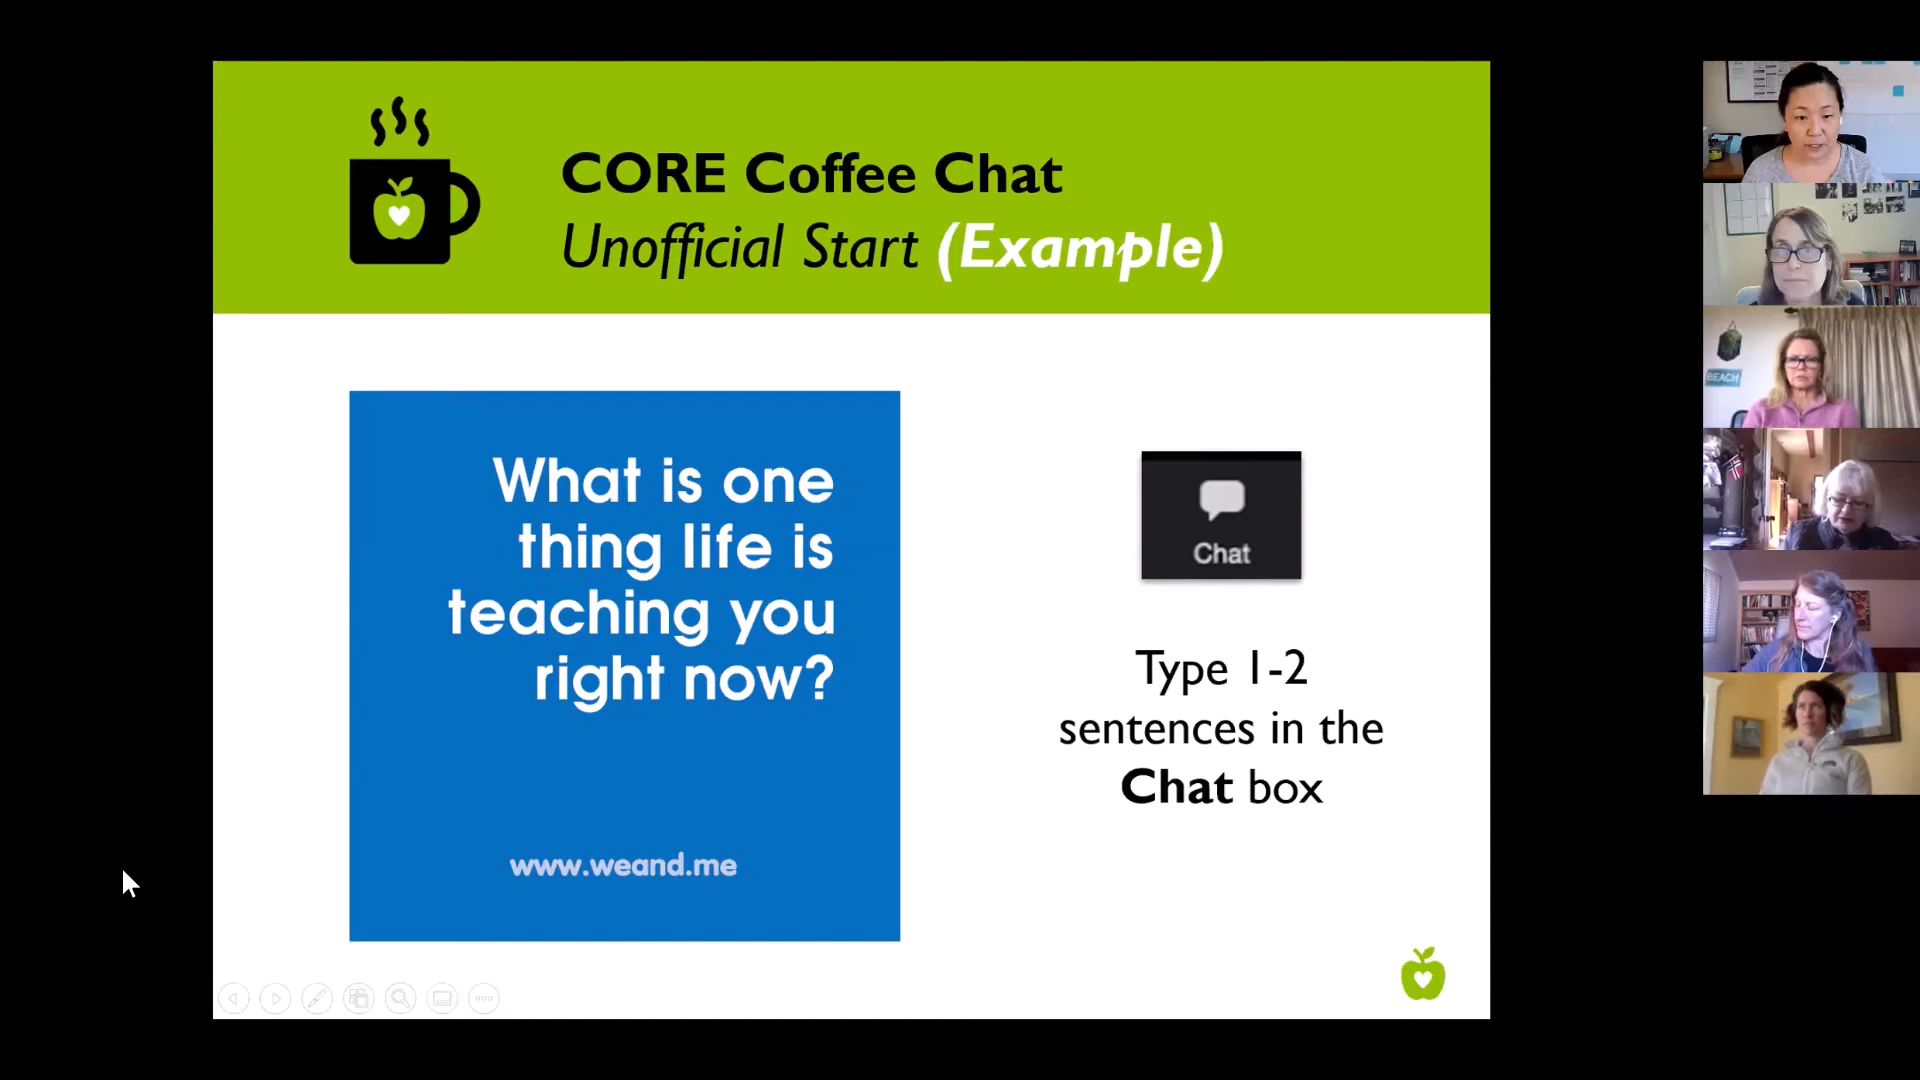 CORE Coffee Chat
Unofficial Start (Example)
What is one
thing life is
teaching you
right now?
www.weand.me
Chat
Type 1-2
sentences in the
Chat box
BEACH